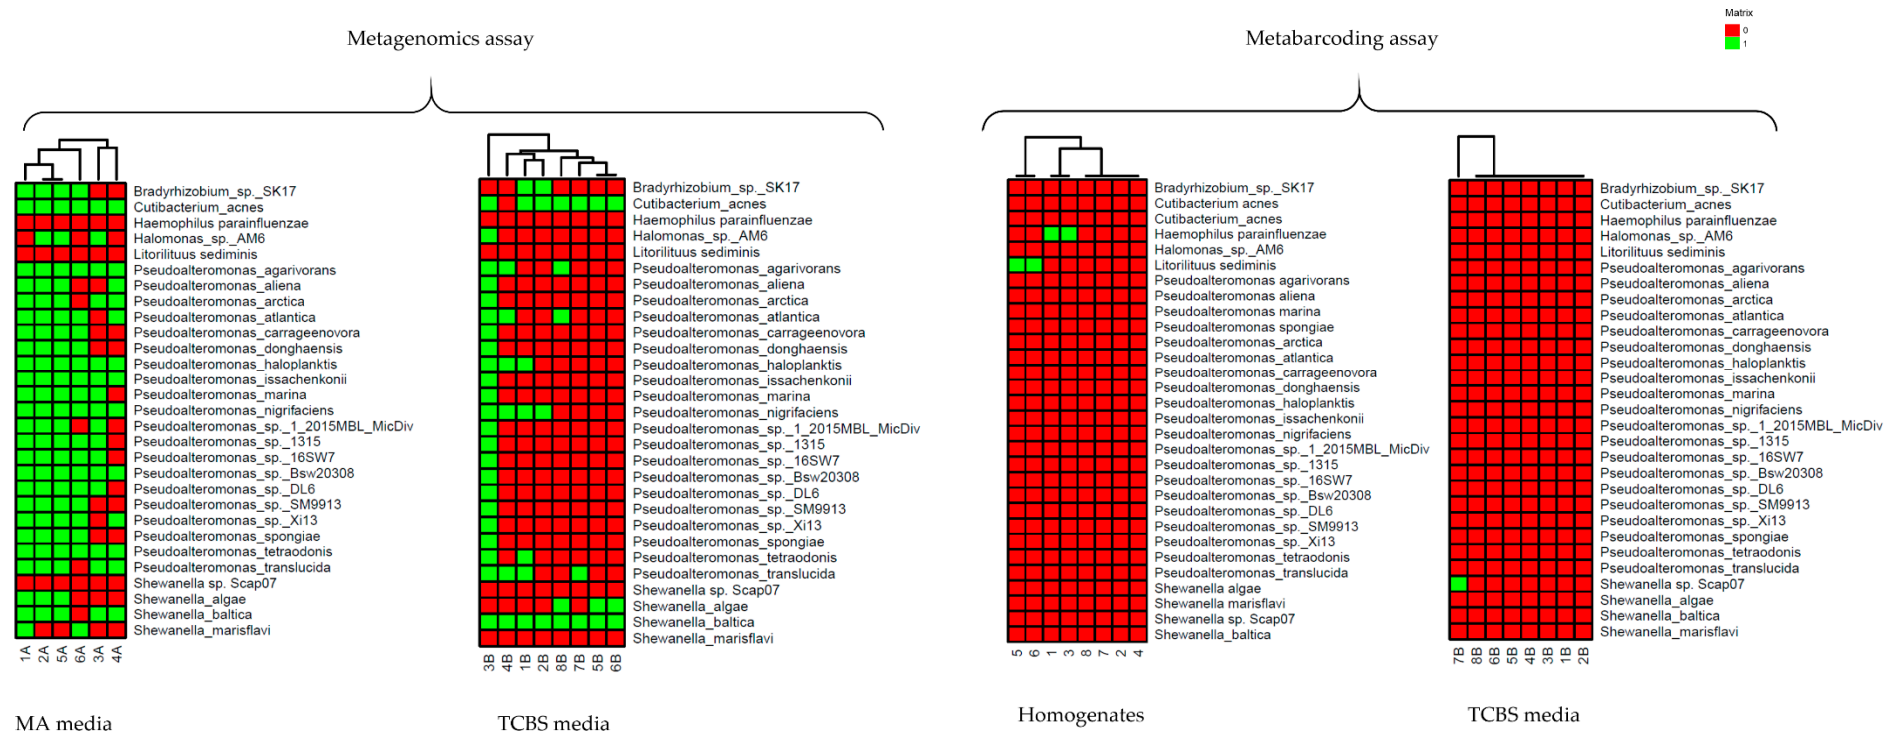 Matrix
0
1
Metagenomics assay
Metabarcoding assay
Bradyrhizobium_sp._SK17
Cutibacterium_acnes
Haemophilus parainfluenzae
Halomonas_sp._AM6
Litorilituus sediminis
Pseudoalteromonas_agarivorans
Pseudoalteromonas_aliena
Pseudoalteromonas_arctica
Pseudoalteromonas_atlantica
Pseudoalteromonas_carrageenovora
Pseudoalteromonas_donghaensis
Pseudoalteromonas_haloplanktis
Pseudoalteromonas_issachenkonii
Pseudoalteromonas_marina
Pseudoalteromonas_nigrifaciens
Pseudoalteromonas_sp._1_2015MBL_MicDiv
Pseudoalteromonas_sp._1315
Pseudoalteromonas_sp._16SW7
Pseudoalteromonas_sp._Bsw20308
Pseudoalteromonas_sp._DL6
Pseudoalteromonas_sp._SM9913
Pseudoalteromonas_sp._Xi13
Pseudoalteromonas_spongiae
Pseudoalteromonas_tetraodonis
Pseudoalteromonas_translucida
Shewanella sp. Scap07
Shewanella_algae
Shewanella_baltica
Shewanella_marisflavi
1A 2A 5A 6A 3A 4A
MA media
Bradyrhizobium_sp._SK17
Cutibacterium_acnes
Haemophilus parainfluenzae
Halomonas_sp._AM6
Litorilituus sediminis
Pseudoalteromonas_agarivorans
Pseudoalteromonas_aliena
Pseudoalteromonas_arctica
Pseudoalteromonas_atlantica
Pseudoalteromonas_carrageenovora
Pseudoalteromonas_donghaensis
Pseudoalteromonas_haloplanktis
Pseudoalteromonas_issachenkonii
Pseudoalteromonas_marina
Pseudoalteromonas_nigrifaciens
Pseudoalteromonas_sp._1_2015MBL_MicDiv
Pseudoalteromonas_sp._1315
Pseudoalteromonas_sp._16SW7
Pseudoalteromonas_sp._Bsw20308
Pseudoalteromonas_sp._DL6
Pseudoalteromonas_sp._SM9913
Pseudoalteromonas_sp._Xi13
Pseudoalteromonas_spongiae
Pseudoalteromonas_tetraodonis
Pseudoalteromonas_translucida
Shewanella sp. Scap07
Shewanella_algae
Shewanella_baltica
Shewanella_marisflavi
3B 4B 1B 2B 8B 7B 5B 6B
TCBS media
Bradyrhizobium_sp._SK17
Cutibacterium acnes
Cutibacterium_acnes
Haemophilus parainfluenzae
Halomonas_sp._AM6
Litorilituus sediminis
Pseudoalteromonas agarivorans
Pseudoalteromonas aliena
Pseudoalteromonas marina
Pseudoalteromonas spongiae
Pseudoalteromonas_arctica
Pseudoalteromonas_atlantica
Pseudoalteromonas_carrageenovora
Pseudoalteromonas_donghaensis
Pseudoalteromonas_haloplanktis
Pseudoalteromonas_issachenkonii
Pseudoalteromonas_nigrifaciens
Pseudoalteromonas_sp._1_2015MBL_MicDiv
Pseudoalteromonas_sp._1315
Pseudoalteromonas_sp._16SW7
Pseudoalteromonas_sp._Bsw20308
Pseudoalteromonas_sp._DL6
Pseudoalteromonas_sp._SM9913
Pseudoalteromonas_sp._Xi13
Pseudoalteromonas_tetraodonis
Pseudoalteromonas_translucida
Shewanella algae
Shewanella marisflavi
Shewanella sp. Scap07
Shewanella_baltica
5 6 1 3 8 7 2 4
Homogenates
Bradyrhizobium_sp._SK17
Cutibacterium_acnes
Haemophilus parainfluenzae
Halomonas_sp._AM6
Litorilituus sediminis
Pseudoalteromonas_agarivorans
Pseudoalteromonas_aliena
Pseudoalteromonas_arctica
Pseudoalteromonas_atlantica
Pseudoalteromonas_carrageenovora
Pseudoalteromonas_donghaensis
Pseudoalteromonas_haloplanktis
Pseudoalteromonas_issachenkonii
Pseudoalteromonas_marina
Pseudoalteromonas_nigrifaciens
Pseudoalteromonas_sp._1_2015MBL_MicDiv
Pseudoalteromonas_sp._1315
Pseudoalteromonas_sp._16SW7
Pseudoalteromonas_sp._Bsw20308
Pseudoalteromonas_sp._DL6
Pseudoalteromonas_sp._SM9913
Pseudoalteromonas_sp._Xi13
Pseudoalteromonas_spongiae
Pseudoalteromonas_tetraodonis
Pseudoalteromonas_translucida
Shewanella sp. Scap07
Shewanella_algae
Shewanella_baltica
Shewanella_marisflavi
7B 8B 6B 5B 4B 3B 1B 2B
TCBS media